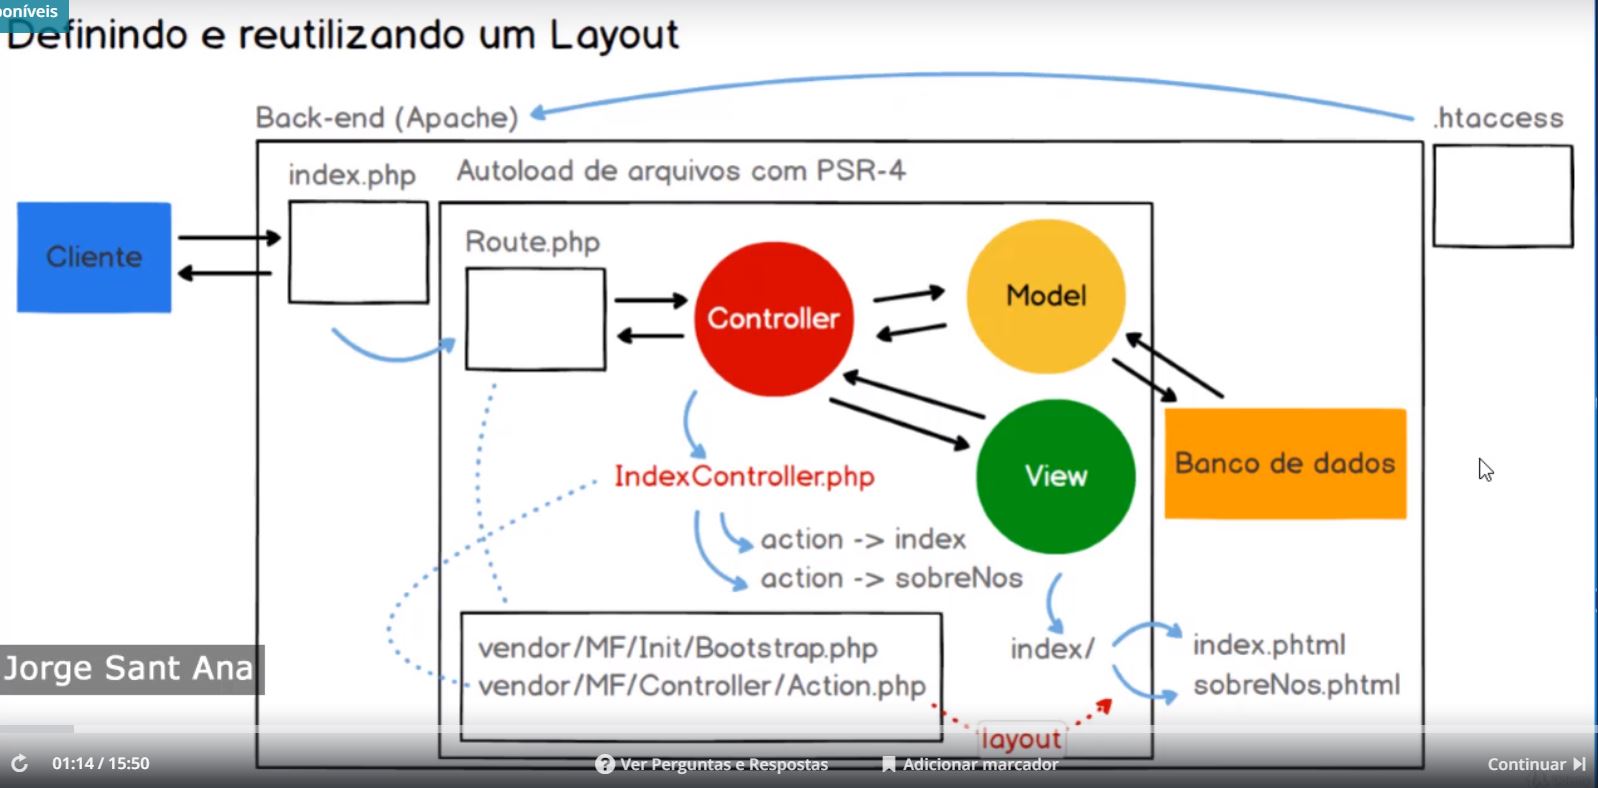 poníveis
Definindo e reutilizando um Layout
Back-end (Apache)
.htaccess
index.php
Autoload de arquivos com PSR-4
Cliente
Route.php
Controller
Model
View
Banco de dados
IndexController.php
action -> index
action -> sobreNos
vendor/MF/Init/Bootstrap.php
vendor/MF/Controller/Action.php
index/
index.phtml
sobreNos.phtml
layout
Jorge Sant Ana
01:14 / 15:50
? Ver Perguntas e Respostas
Adicionar marcador
Continuar